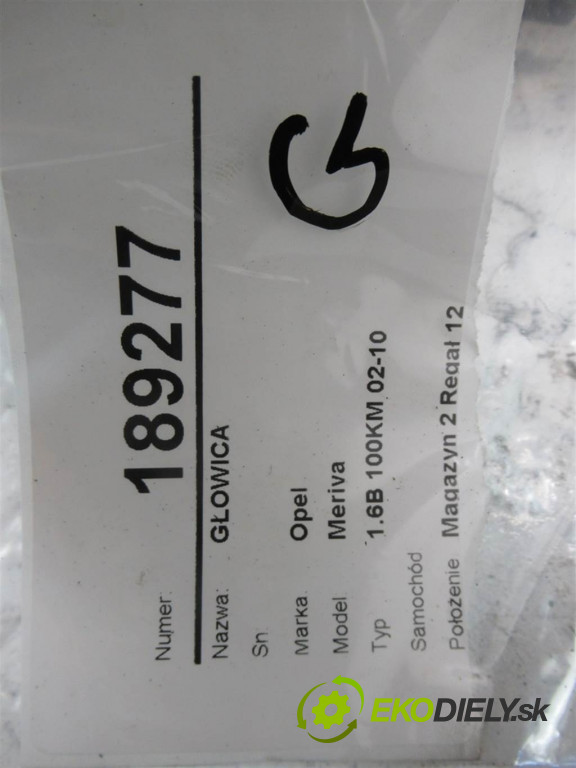 Numer: 189277
Nazwa: GŁOWICA
Sn:
Marka Opel
Model Meriva
Typ 1.6B 100KM 02-10
Samochód
Położenie Magazyn 2 Regał 12
G
EKODIELY.sk